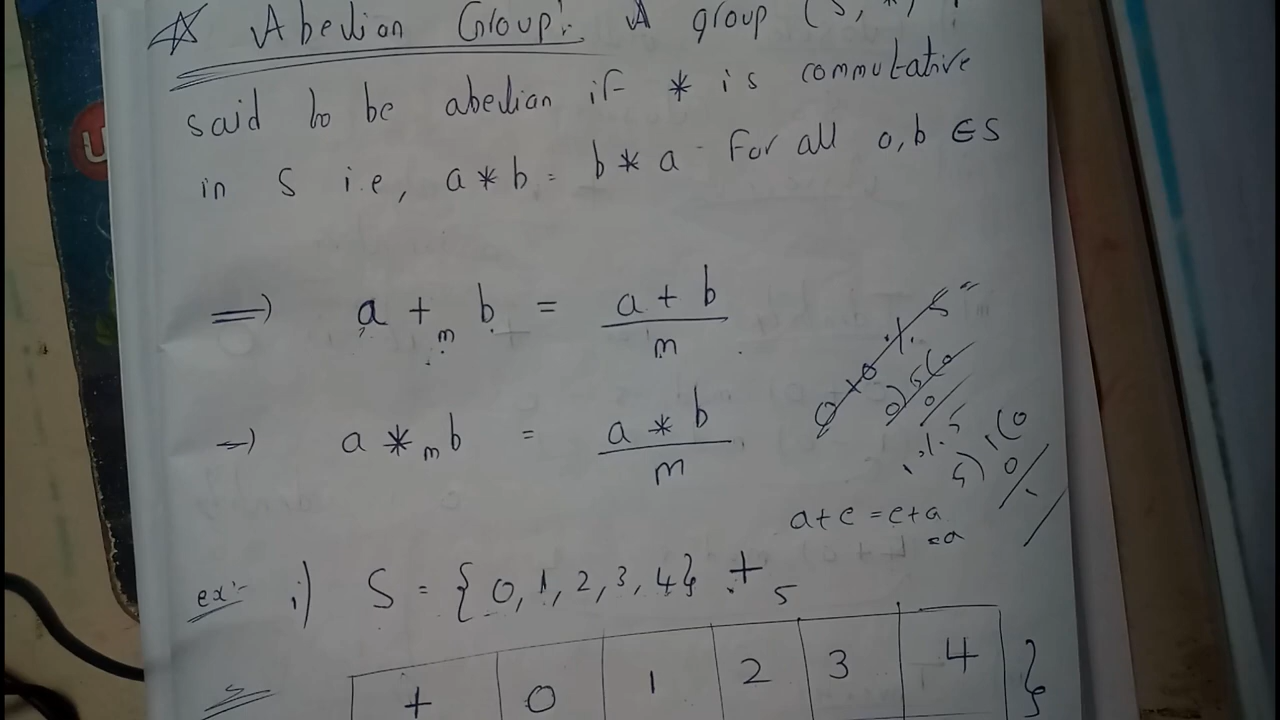 Abelian Group:. A group (S, *)
said to be abelian if * is commutative
in S i.e, a * b = b * a for all a, b ∈ S
=> a +ₘ b = a + b / m
=> a *ₘ b = a * b / m
a + e = e + a
= a
ex:- i) S = {0, 1, 2, 3, 4} +₅
+ 0 1 2 3 4 }